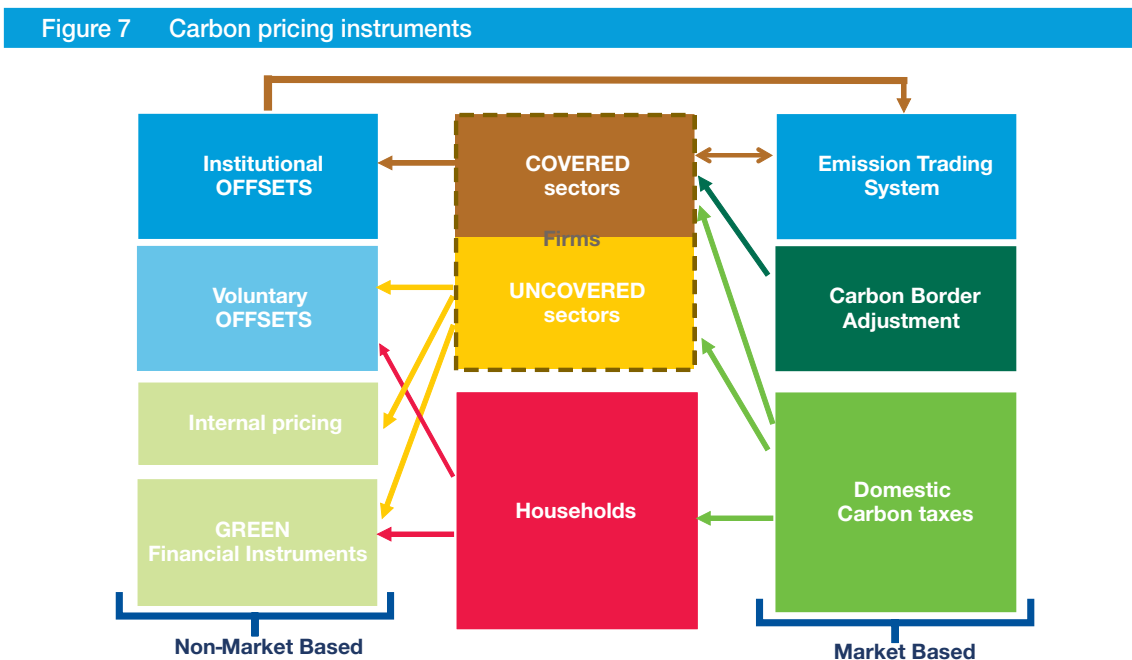 Figure 7 Carbon pricing instruments
Institutional
OFFSETS
COVERED
sectors
Emission Trading
System
Firms
Voluntary
OFFSETS
UNCOVERED
sectors
Carbon Border
Adjustment
Internal pricing
GREEN
Financial Instruments
Households
Domestic
Carbon taxes
Non-Market Based
Market Based